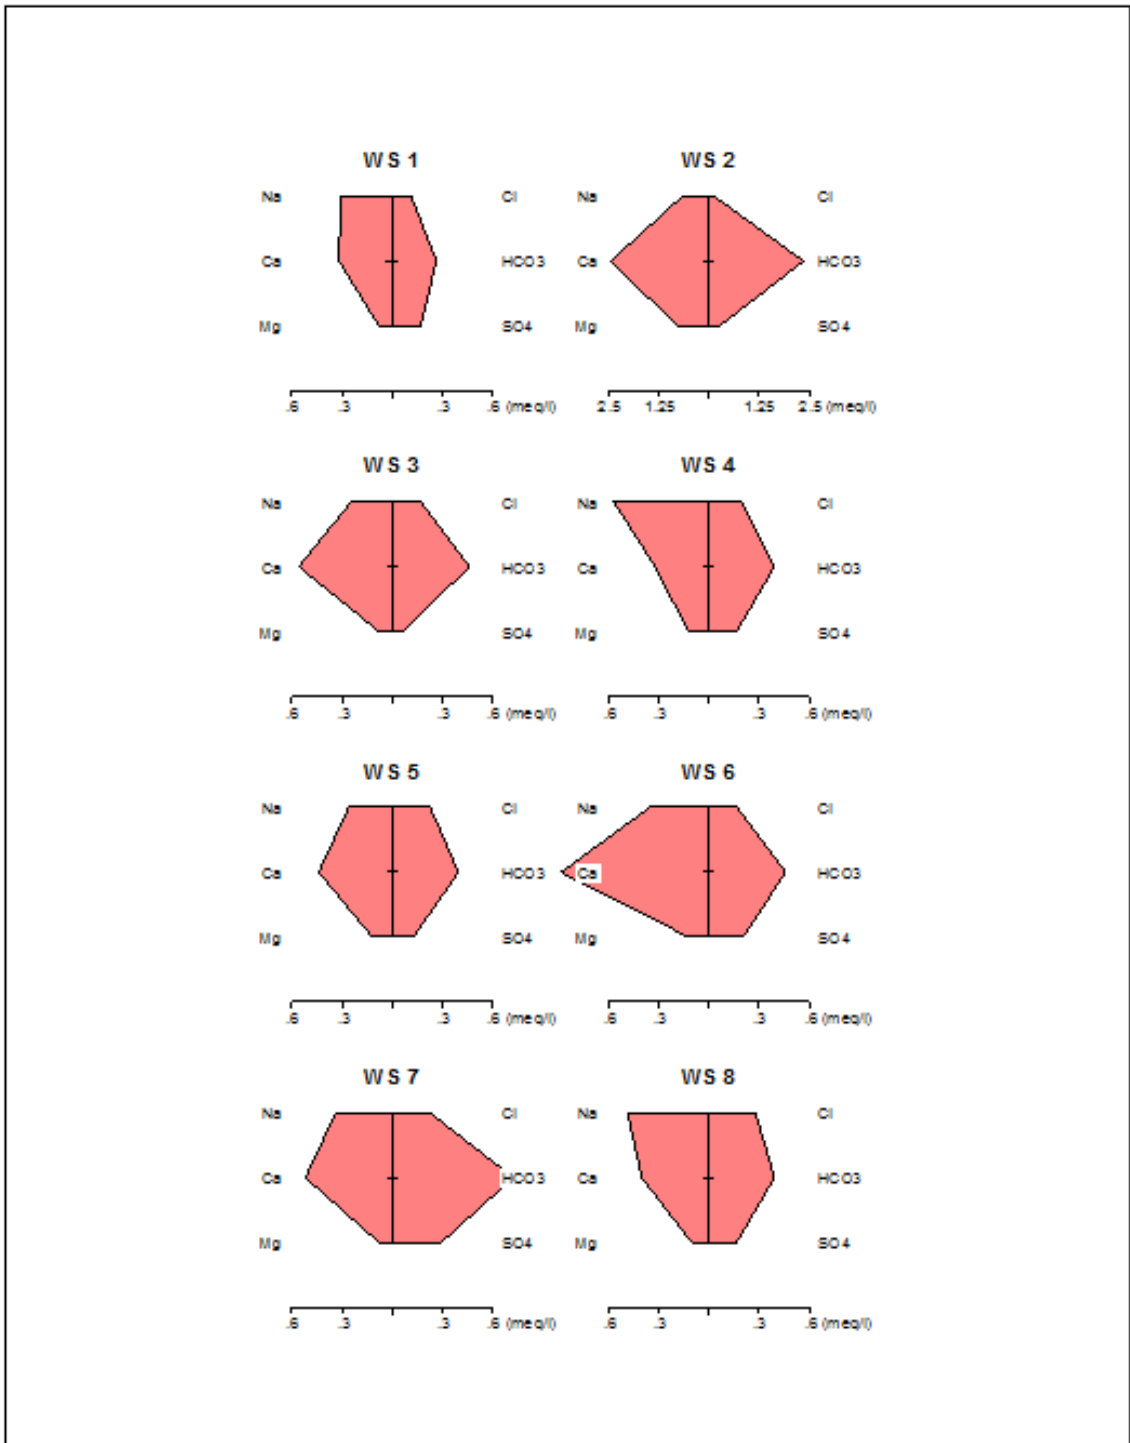 WS 1 WS 2
Na Cl Na Cl
Ca HCO3 Ca HCO3
Mg SO4 Mg SO4
.6 .3 .3 .6 (meq/l) 2.5 1.25 1.25 2.5 (meq/l)
WS 3 WS 4
Na Cl Na Cl
Ca HCO3 Ca HCO3
Mg SO4 Mg SO4
.6 .3 .3 .6 (meq/l) .6 .3 .3 .6 (meq/l)
WS 5 WS 6
Na Cl Na Cl
Ca HCO3 Ca HCO3
Mg SO4 Mg SO4
.6 .3 .3 .6 (meq/l) .6 .3 .3 .6 (meq/l)
WS 7 WS 8
Na Cl Na Cl
Ca HCO3 Ca HCO3
Mg SO4 Mg SO4
.6 .3 .3 .6 (meq/l) .6 .3 .3 .6 (meq/l)